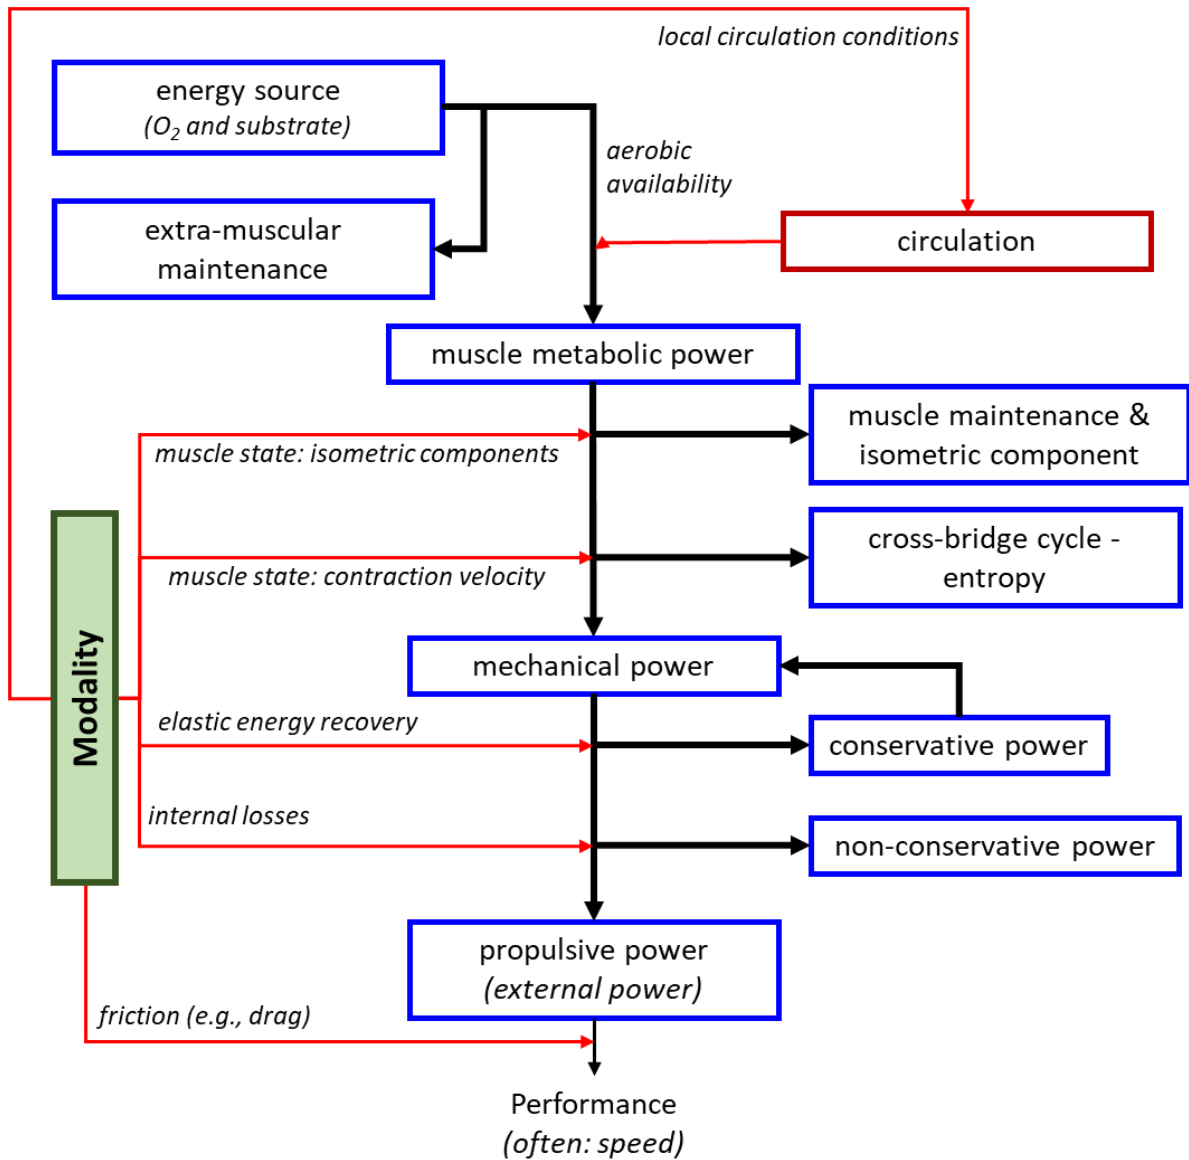 local circulation conditions
energy source
(O2 and substrate)
aerobic
availability
extra-muscular
maintenance
circulation
muscle metabolic power
muscle maintenance &
isometric component
muscle state: isometric components
cross-bridge cycle -
entropy
muscle state: contraction velocity
Modality
mechanical power
elastic energy recovery
conservative power
internal losses
non-conservative power
propulsive power
(external power)
friction (e.g., drag)
Performance
(often: speed)